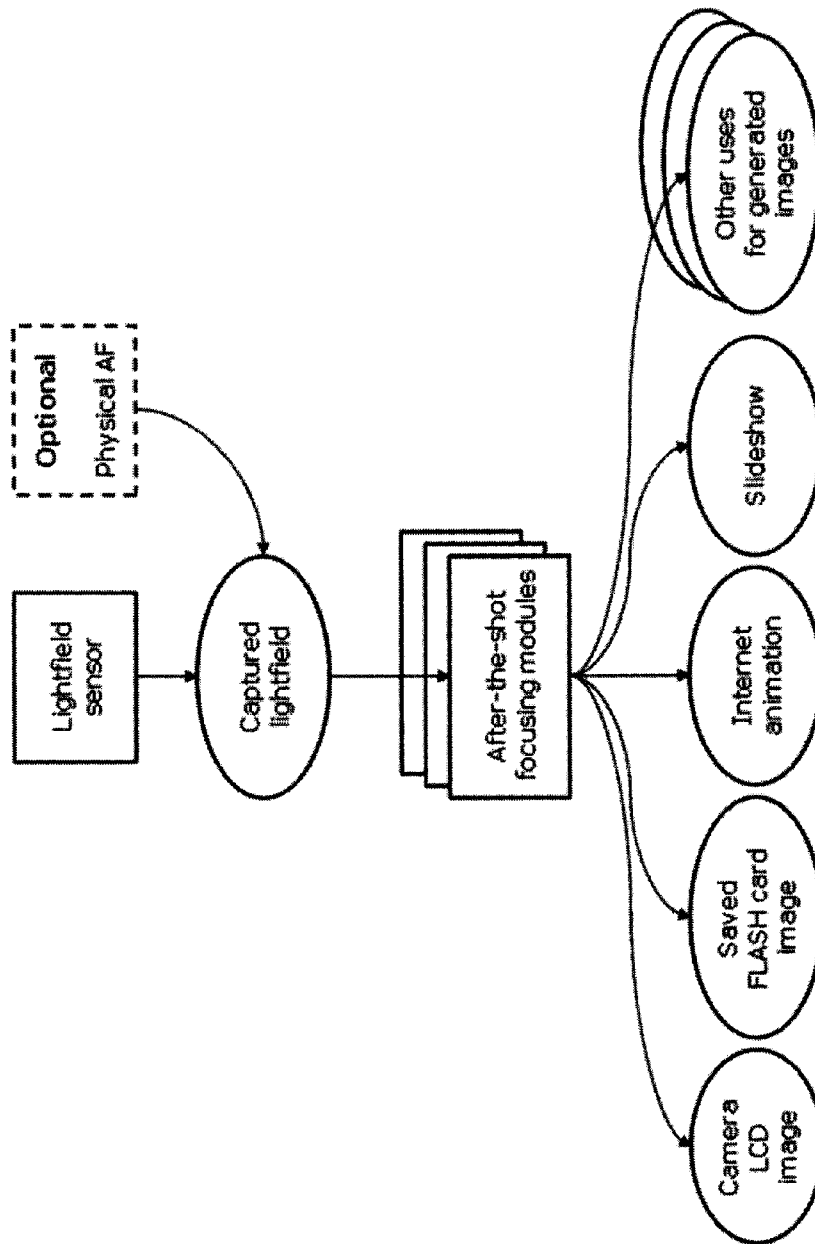 Lightfield
sensor
Optional
Physical AF
Captured
lightfield
After-the-shot
focusing modules
Camera
LCD
image
Saved
FLASH card
image
Internet
animation
Slideshow
Other uses
for generated
images